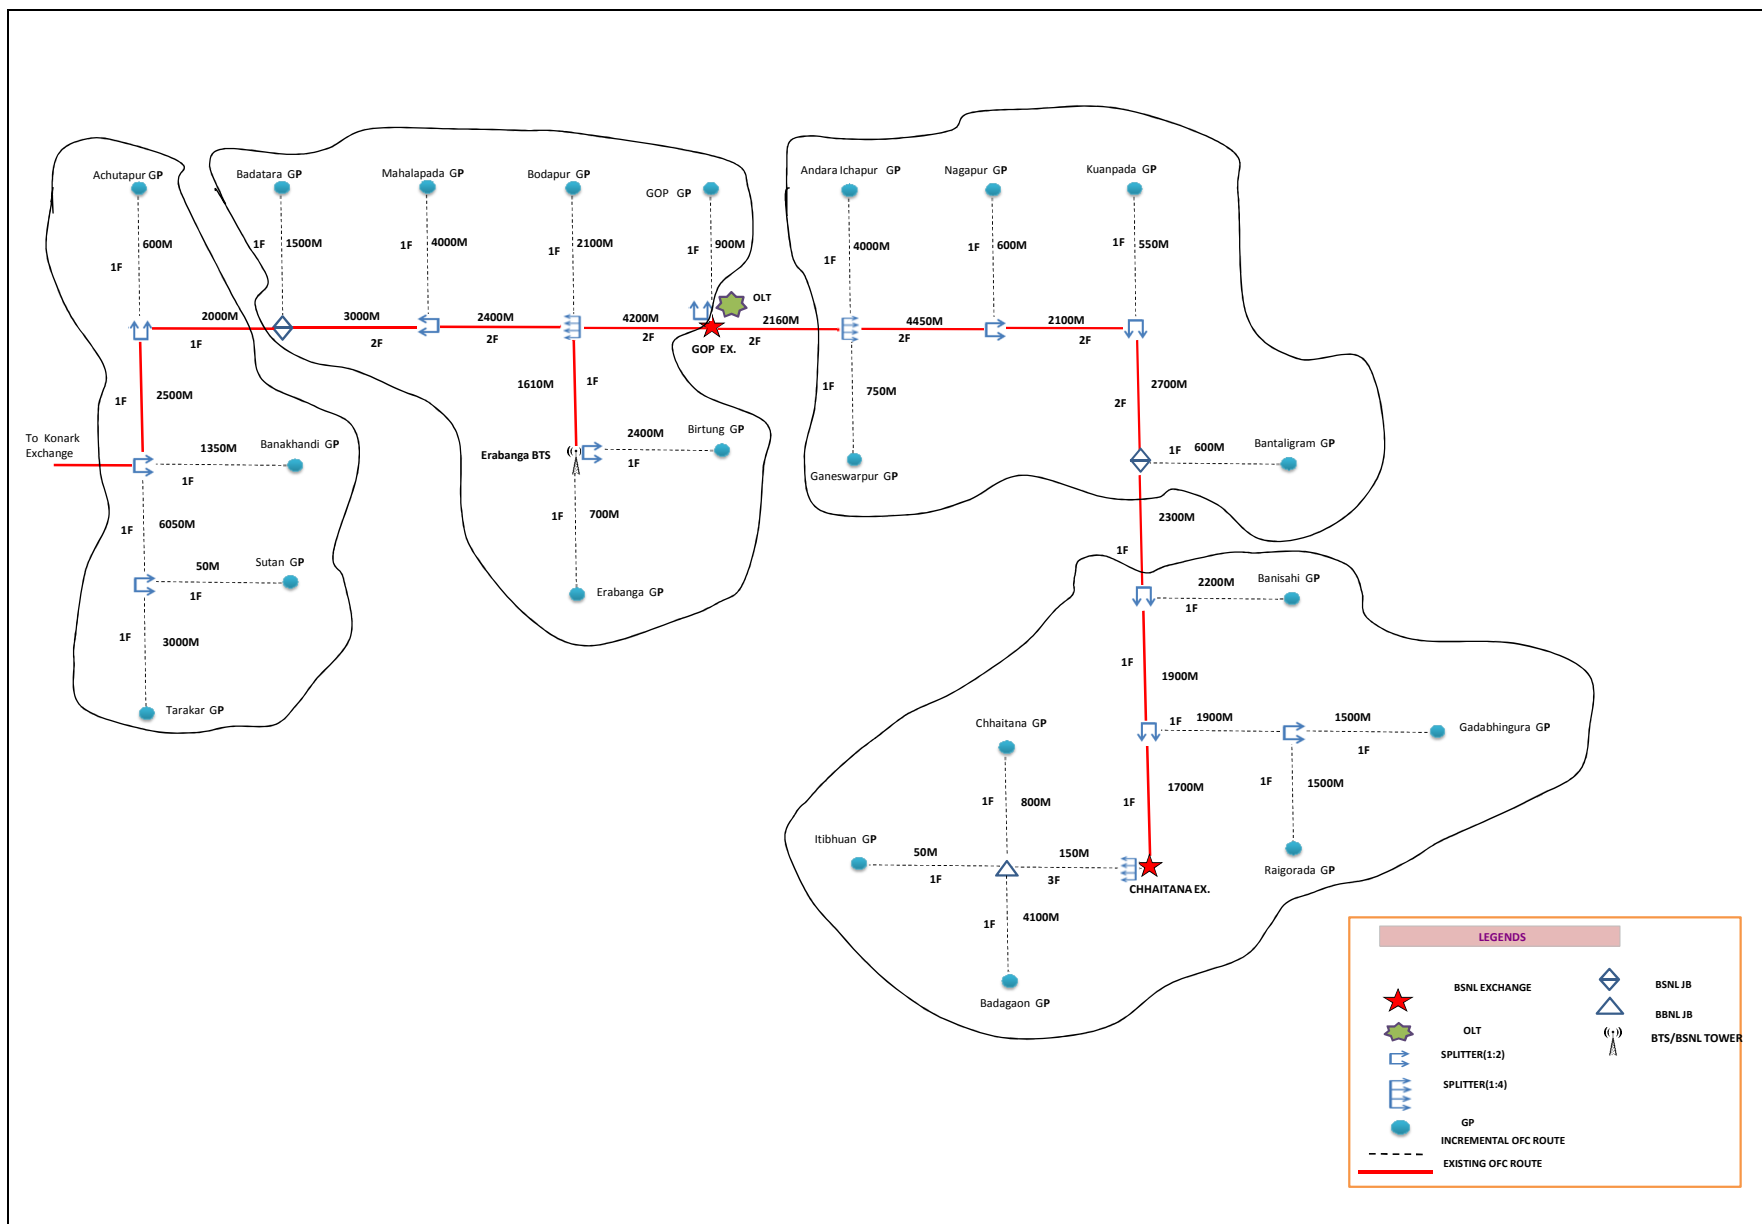 Achutapur GP
Badatara GP
Mahalapada GP
Bodapur GP
GOP GP
Andara Ichapur GP
Nagapur GP
Kuanpada GP
600M
1F
1F
1500M
1F
4000M
1F
2100M
1F
900M
1F
4000M
1F
600M
1F
550M
OLT
2000M
1F
3000M
2F
2400M
2F
4200M
2F
GOP EX.
2160M
2F
4450M
2F
2100M
2F
1F
2500M
1610M
1F
1F
750M
2700M
2F
To Konark
Exchange
1350M
1F
Banakhandi GP
Erabanga BTS
2400M
1F
Birtung GP
Ganeswarpur GP
1F
600M
Bantaligram GP
1F
6050M
1F
700M
2300M
1F
50M
1F
Sutan GP
Erabanga GP
2200M
1F
Banisahi GP
1F
3000M
1F
1900M
Tarakar GP
Chhaitana GP
1F
1900M
1500M
1F
Gadabhingura GP
1F
800M
1F
1700M
1F
1500M
Itibhuan GP
50M
1F
150M
3F
CHHAITANA EX.
Raigorada GP
1F
4100M
Badagaon GP
LEGENDS
BSNL EXCHANGE
BSNL JB
BBNL JB
OLT
BTS/BSNL TOWER
SPLITTER(1:2)
SPLITTER(1:4)
GP
INCREMENTAL OFC ROUTE
EXISTING OFC ROUTE